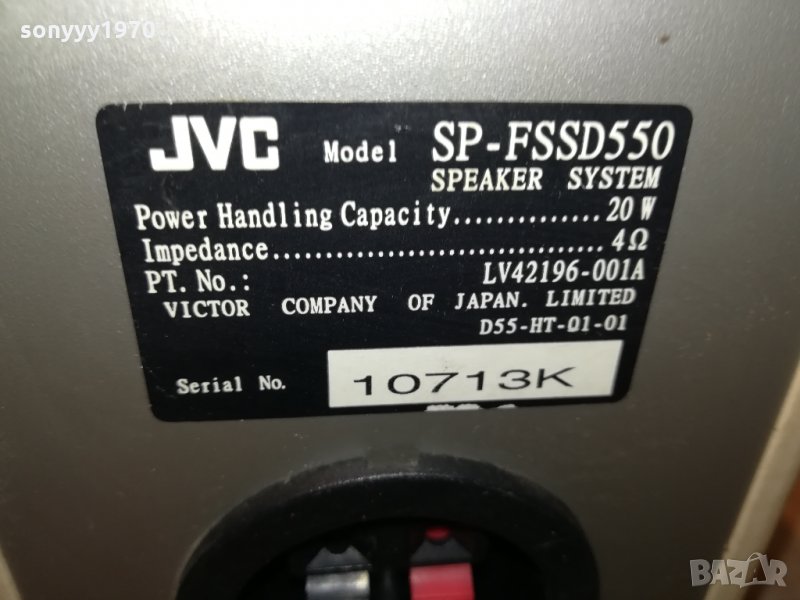 sonyyy1970
JVC Model SP-FSSD550
SPEAKER SYSTEM
Power Handling Capacity..............20 W
Impedance................................4Ω
PT. No.: LV42196-001A
VICTOR COMPANY OF JAPAN. LIMITED
D55-HT-01-01
Serial No. 10713K
BAZAR